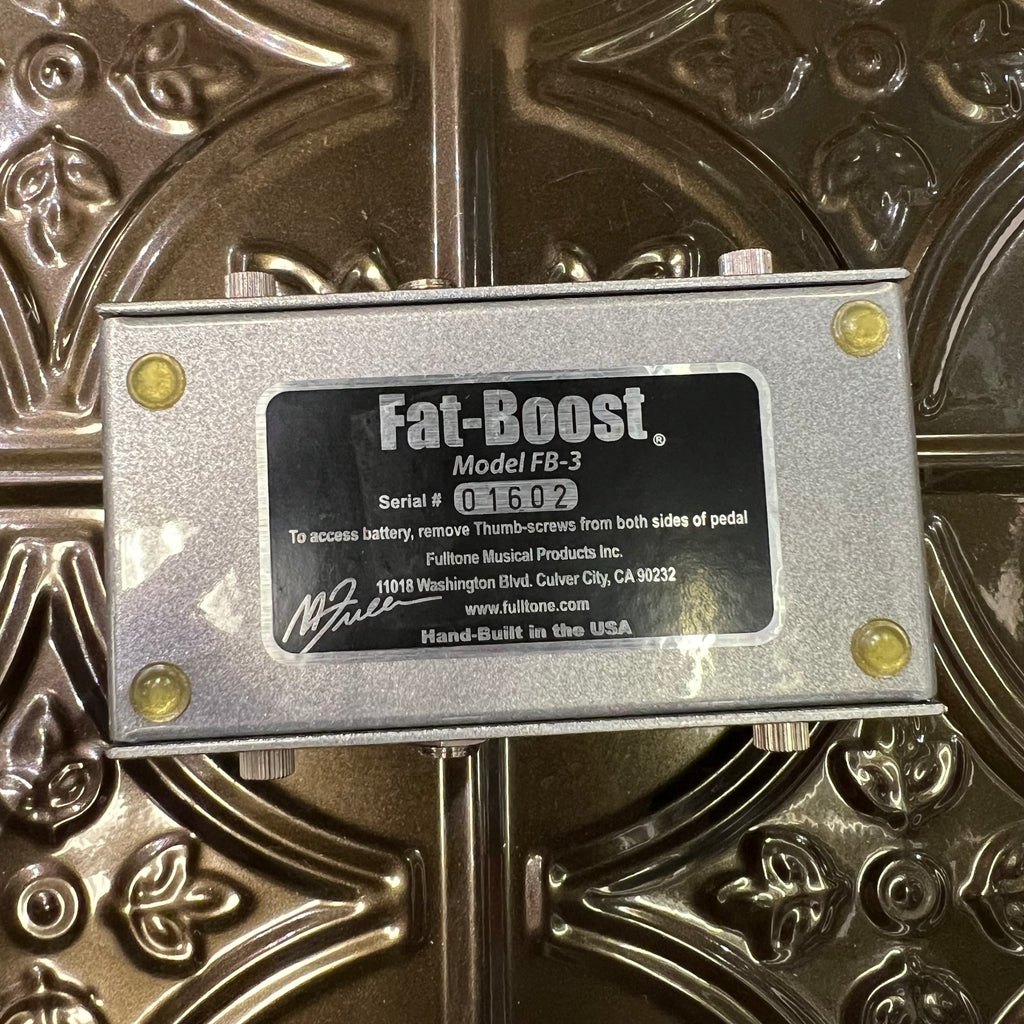 Fat-Boost ®
Model FB-3
Serial # 01602
To access battery, remove Thumb-screws from both sides of pedal
Fulltone Musical Products Inc.
11018 Washington Blvd. Culver City, CA 90232
www.fulltone.com
M Fuller
Hand-Built in the USA